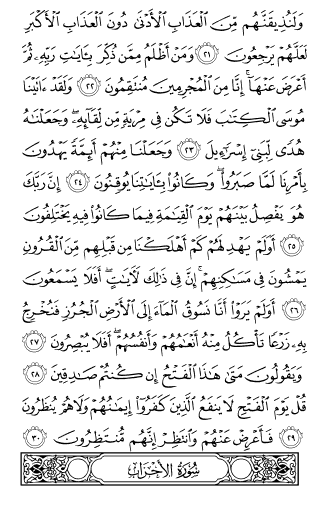 وَلَنُذِيقَنَّهُم مِّنَ ٱلْعَذَابِ ٱلْأَدْنَىٰ دُونَ ٱلْعَذَابِ ٱلْأَكْبَرِ
لَعَلَّهُمْ يَرْجِعُونَ ٢١ وَمَنْ أَظْلَمُ مِمَّن ذُكِّرَ بِـَٔايَـٰتِ رَبِّهِۦ ثُمَّ
أَعْرَضَ عَنْهَآ ۚ إِنَّا مِنَ ٱلْمُجْرِمِينَ مُنتَقِمُونَ ٢٢ وَلَقَدْ ءَاتَيْنَا
مُوسَى ٱلْكِتَـٰبَ فَلَا تَكُن فِى مِرْيَةٍ مِّن لِّقَآئِهِۦ ۖ وَجَعَلْنَـٰهُ
هُدًى لِّبَنِىٓ إِسْرَٰٓءِيلَ ٢٣ وَجَعَلْنَا مِنْهُمْ أَئِمَّةً يَهْدُونَ
بِأَمْرِنَا لَمَّا صَبَرُوا۟ ۖ وَكَانُوا۟ بِـَٔايَـٰتِنَا يُوقِنُونَ ٢٤ إِنَّ رَبَّكَ
هُوَ يَفْصِلُ بَيْنَهُمْ يَوْمَ ٱلْقِيَـٰمَةِ فِيمَا كَانُوا۟ فِيهِ يَخْتَلِفُونَ
٢٥ أَوَلَمْ يَهْدِ لَهُمْ كَمْ أَهْلَكْنَا مِن قَبْلِهِم مِّنَ ٱلْقُرُونِ
يَمْشُونَ فِى مَسَـٰكِنِهِمْ ۚ إِنَّ فِى ذَٰلِكَ لَـَٔايَـٰتٍ ۖ أَفَلَا يَسْمَعُونَ
٢٦ أَوَلَمْ يَرَوْا۟ أَنَّا نَسُوقُ ٱلْمَآءَ إِلَى ٱلْأَرْضِ ٱلْجُرُزِ فَنُخْرِجُ
بِهِۦ زَرْعًا تَأْكُلُ مِنْهُ أَنْعَـٰمُهُمْ وَأَنفُسُهُمْ ۖ أَفَلَا يُبْصِرُونَ ٢٧
وَيَقُولُونَ مَتَىٰ هَـٰذَا ٱلْفَتْحُ إِن كُنتُمْ صَـٰدِقِينَ ٢٨
قُلْ يَوْمَ ٱلْفَتْحِ لَا يَنفَعُ ٱلَّذِينَ كَفَرُوٓا۟ إِيمَـٰنُهُمْ وَلَا هُمْ يُنظَرُونَ
٢٩ فَأَعْرِضْ عَنْهُمْ وَٱنتَظِرْ إِنَّهُم مُّنتَظِرُونَ ٣٠
سُورَةُ الأَحْزَابِ